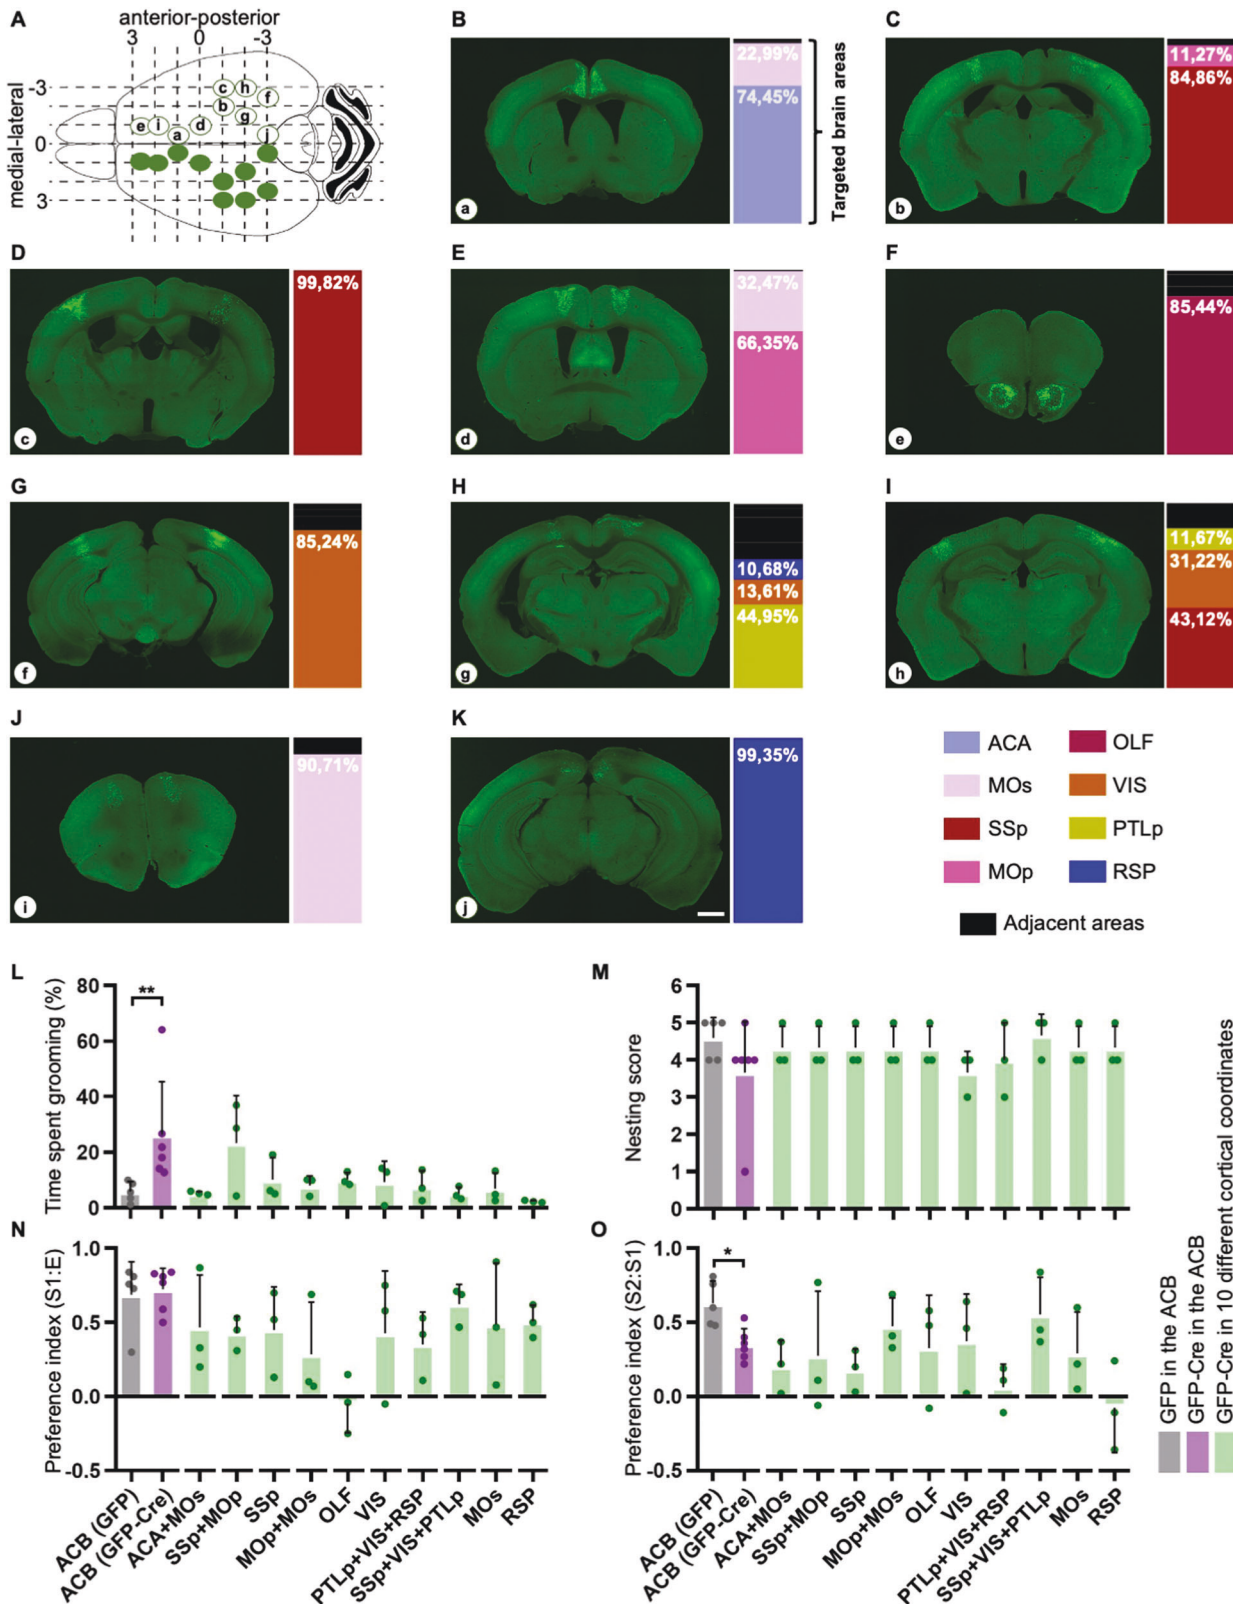 A
anterior-posterior
3 0 -3
medial-lateral
-3
0
3
c h f b g e i a d j
B
22,99%
74,45%
Targeted brain areas
a
C
11,27%
84,86%
b
D
99,82%
c
E
32,47%
66,35%
d
F
85,44%
e
G
85,24%
f
H
10,68%
13,61%
44,95%
g
I
11,67%
31,22%
43,12%
h
J
90,71%
i
K
99,35%
j
ACA OLF
MOs VIS
SSp PTLp
MOp RSP
Adjacent areas
L
Time spent grooming (%)
80
60
40
20
0
**
M
Nesting score
6
5
4
3
2
1
0
N
Preference index (S1:E)
1.0
0.5
0.0
-0.5
ACB (GFP)
ACB (GFP-Cre)
ACA+MOs
SSp+MOp
SSp
MOp+MOs
OLF
VIS
PTLp+VIS+RSP
SSp+VIS+PTLp
MOs
RSP
O
Preference index (S2:S1)
1.0
0.5
0.0
-0.5
*
ACB (GFP)
ACB (GFP-Cre)
ACA+MOs
SSp+MOp
SSp
MOp+MOs
OLF
VIS
PTLp+VIS+RSP
SSp+VIS+PTLp
MOs
RSP
GFP in the ACB
GFP-Cre in the ACB
GFP-Cre in 10 different cortical coordinates